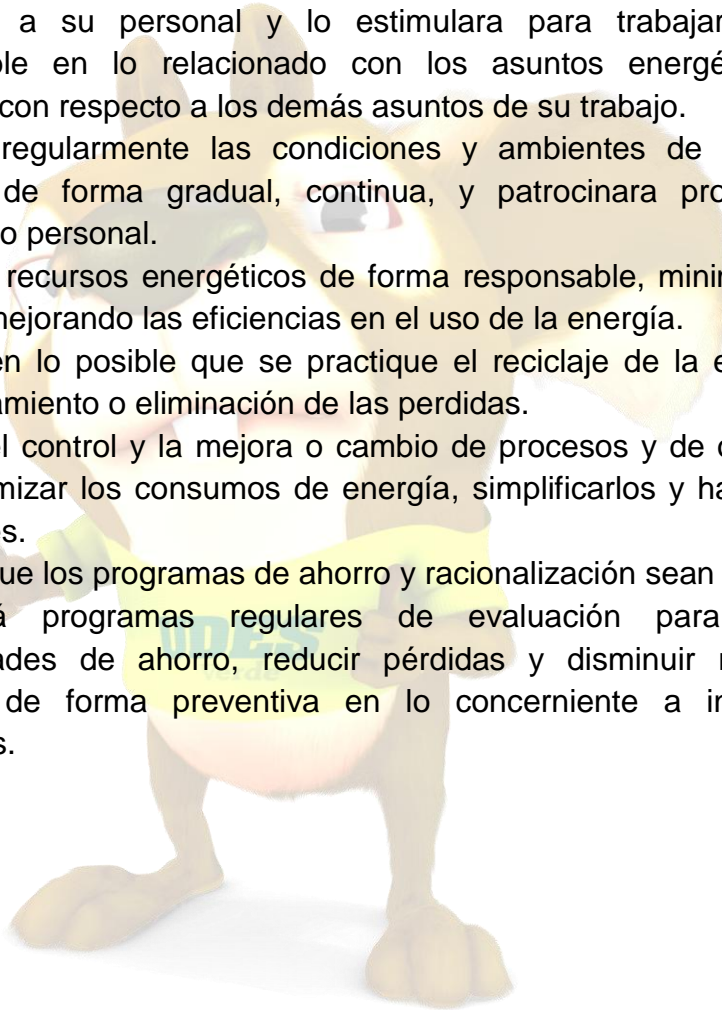 a su personal y lo estimulara para trabajar
ble en lo relacionado con los asuntos energé
con respecto a los demás asuntos de su trabajo.
regularmente las condiciones y ambientes de
de forma gradual, continua, y patrocinara pro
o personal.
recursos energéticos de forma responsable, minir
mejorando las eficiencias en el uso de la energía.
en lo posible que se practique el reciclaje de la e
amiento o eliminación de las perdidas.
el control y la mejora o cambio de procesos y de
mizar los consumos de energía, simplificarlos y ha
s.
ue los programas de ahorro y racionalización sean
á programas regulares de evaluación para
ades de ahorro, reducir pérdidas y disminuir
de forma preventiva en lo concerniente a in
s.
UDES
verde